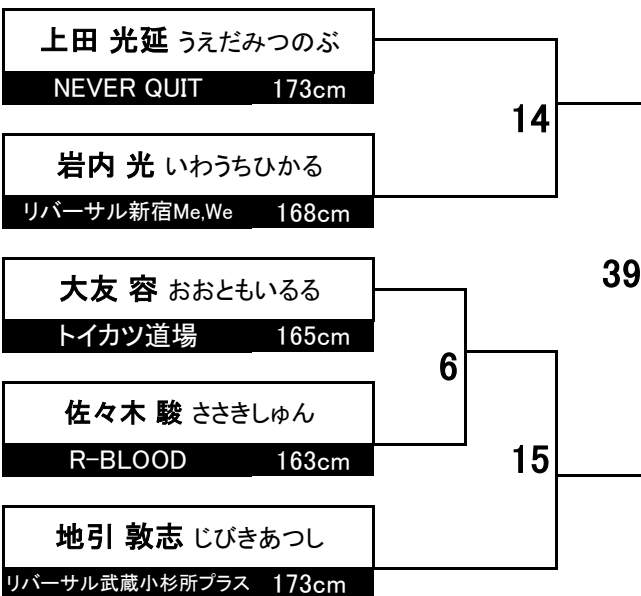 上田 光延 うえだみつのぶ
NEVER QUIT 173cm
14
岩内 光 いわうちひかる
リバーサル新宿Me,We 168cm
39
大友 容 おおともいるる
トイカツ道場 165cm
6
佐々木 駿 ささきしゅん
R-BLOOD 163cm
15
地引 敦志 じびきあつし
リバーサル武蔵小杉所プラス 173cm